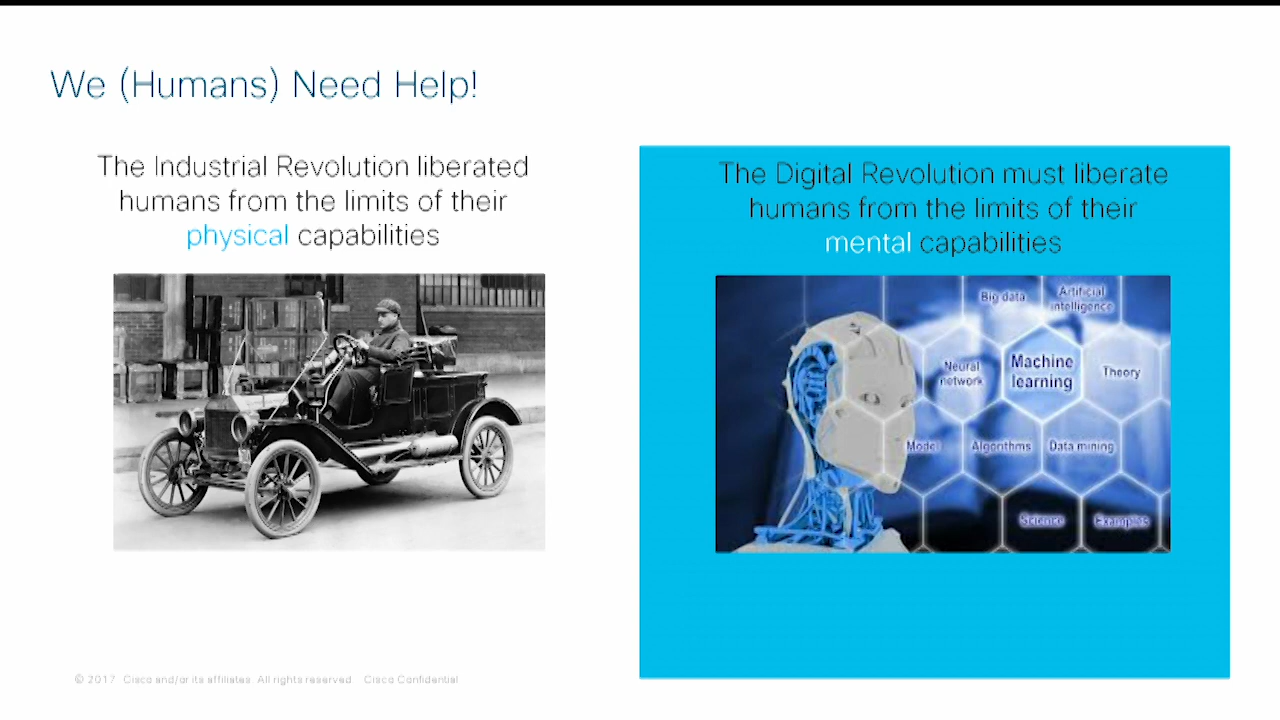 We (Humans) Need Help!
The Industrial Revolution liberated
humans from the limits of their
physical capabilities
The Digital Revolution must liberate
humans from the limits of their
mental capabilities
Big data
Artificial
intelligence
Neural
network
Machine
learning
Theory
Model
Algorithms
Data mining
Science
Examples
© 2017 Cisco and/or its affiliates. All rights reserved. Cisco Confidential